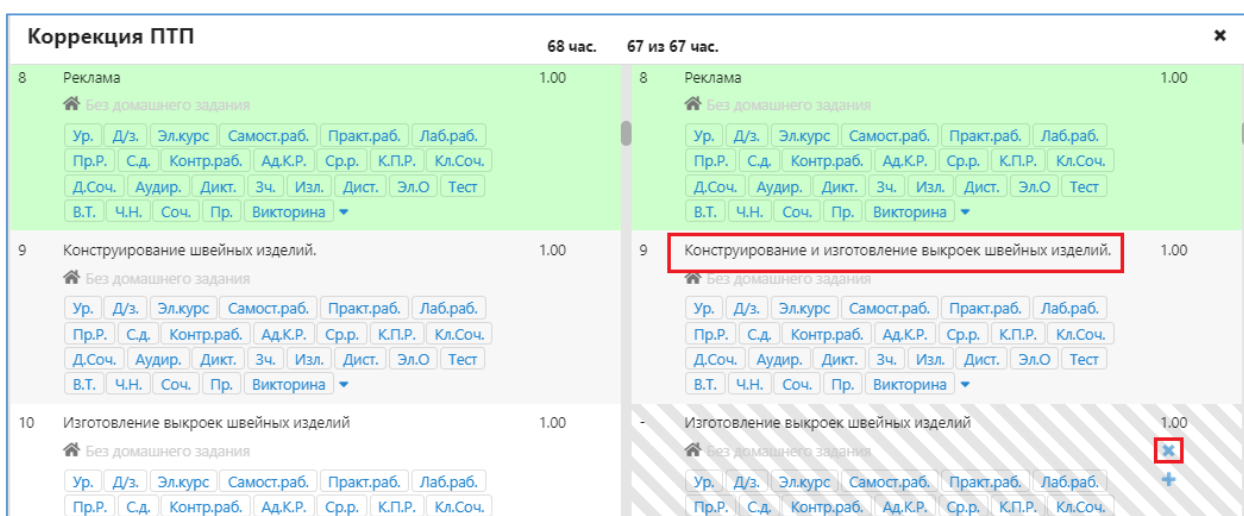 Коррекция ПТП 68 час. 67 из 67 час.
8 Реклама 1.00
Без домашнего задания
Ур. Д/з. Эл.курс Самост.раб. Практ.раб. Лаб.раб.
Пр.Р. С.д. Контр.раб. Ад.К.Р. Ср.р. К.П.Р. Кл.Соч.
Д.Соч. Аудир. Дикт. Зч. Изл. Дист. Эл.О Тест
В.Т. Ч.Н. Соч. Пр. Викторина
8 Реклама 1.00
Без домашнего задания
Ур. Д/з. Эл.курс Самост.раб. Практ.раб. Лаб.раб.
Пр.Р. С.д. Контр.раб. Ад.К.Р. Ср.р. К.П.Р. Кл.Соч.
Д.Соч. Аудир. Дикт. Зч. Изл. Дист. Эл.О Тест
В.Т. Ч.Н. Соч. Пр. Викторина
9 Конструирование швейных изделий. 1.00
Без домашнего задания
Ур. Д/з. Эл.курс Самост.раб. Практ.раб. Лаб.раб.
Пр.Р. С.д. Контр.раб. Ад.К.Р. Ср.р. К.П.Р. Кл.Соч.
Д.Соч. Аудир. Дикт. Зч. Изл. Дист. Эл.О Тест
В.Т. Ч.Н. Соч. Пр. Викторина
9 Конструирование и изготовление выкроек швейных изделий. 1.00
Без домашнего задания
Ур. Д/з. Эл.курс Самост.раб. Практ.раб. Лаб.раб.
Пр.Р. С.д. Контр.раб. Ад.К.Р. Ср.р. К.П.Р. Кл.Соч.
Д.Соч. Аудир. Дикт. Зч. Изл. Дист. Эл.О Тест
В.Т. Ч.Н. Соч. Пр. Викторина
10 Изготовление выкроек швейных изделий 1.00
Без домашнего задания
Ур. Д/з. Эл.курс Самост.раб. Практ.раб. Лаб.раб.
Пр.Р. С.д. Контр.раб. Ад.К.Р. Ср.р. К.П.Р. Кл.Соч.
- Изготовление выкроек швейных изделий 1.00
Без домашнего задания
Ур. Д/з. Эл.курс Самост.раб. Практ.раб. Лаб.раб.
Пр.Р. С.д. Контр.раб. Ад.К.Р. Ср.р. К.П.Р. Кл.Соч.